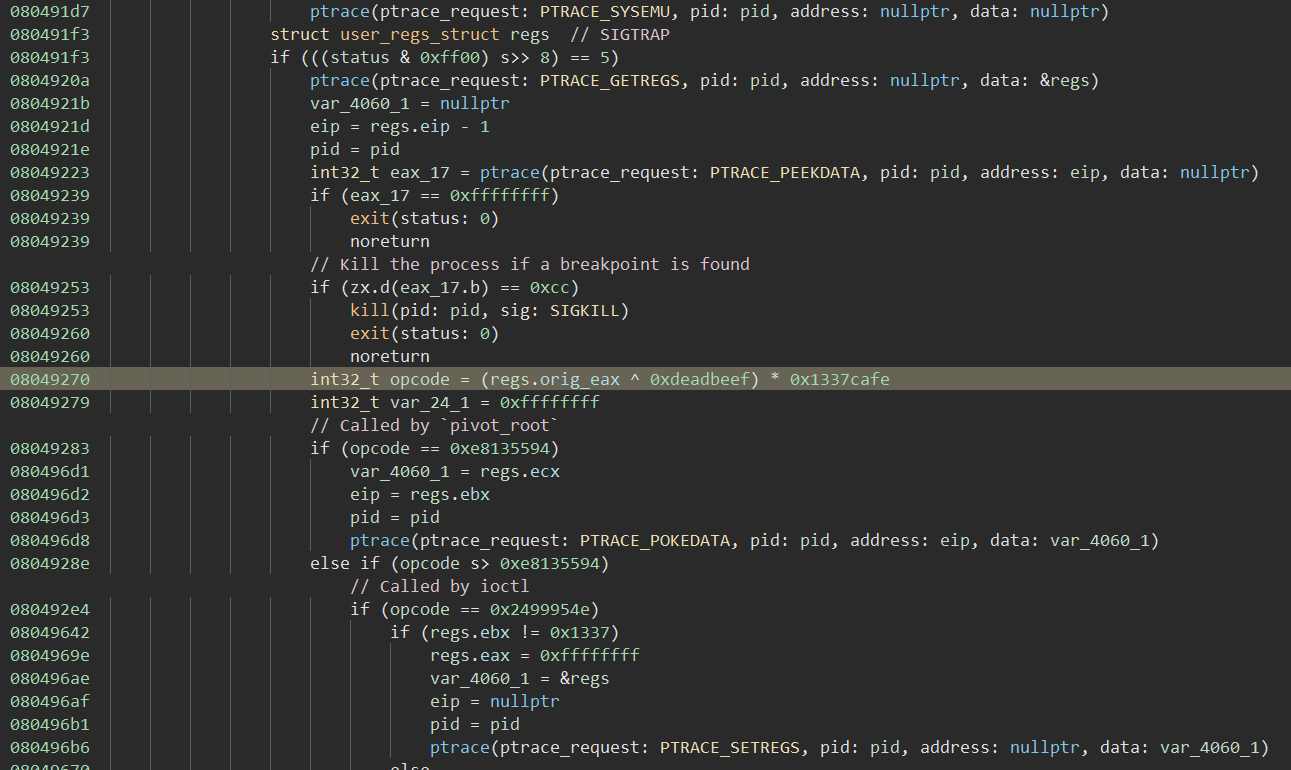 080491d7 ptrace(ptrace_request: PTRACE_SYSEMU, pid: pid, address: nullptr, data: nullptr)
080491f3 struct user_regs_struct regs // SIGTRAP
080491f3 if (((status & 0xff00) s>> 8) == 5)
0804920a ptrace(ptrace_request: PTRACE_GETREGS, pid: pid, address: nullptr, data: &regs)
0804921b var_4060_1 = nullptr
0804921d eip = regs.eip - 1
0804921e pid = pid
08049223 int32_t eax_17 = ptrace(ptrace_request: PTRACE_PEEKDATA, pid: pid, address: eip, data: nullptr)
08049239 if (eax_17 == 0xffffffff)
08049239 exit(status: 0)
08049239 noreturn
// Kill the process if a breakpoint is found
08049253 if (zx.d(eax_17.b) == 0xcc)
08049253 kill(pid: pid, sig: SIGKILL)
08049260 exit(status: 0)
08049260 noreturn
08049270 int32_t opcode = (regs.orig_eax ^ 0xdeadbeef) * 0x1337cafe
08049279 int32_t var_24_1 = 0xffffffff
// Called by `pivot_root`
08049283 if (opcode == 0xe8135594)
080496d1 var_4060_1 = regs.ecx
080496d2 eip = regs.ebx
080496d3 pid = pid
080496d8 ptrace(ptrace_request: PTRACE_POKEDATA, pid: pid, address: eip, data: var_4060_1)
0804928e else if (opcode s> 0xe8135594)
// Called by ioctl
080492e4 if (opcode == 0x2499954e)
08049642 if (regs.ebx != 0x1337)
0804969e regs.eax = 0xffffffff
080496ae var_4060_1 = &regs
080496af eip = nullptr
080496b1 pid = pid
080496b6 ptrace(ptrace_request: PTRACE_SETREGS, pid: pid, address: nullptr, data: var_4060_1)
08049670 else